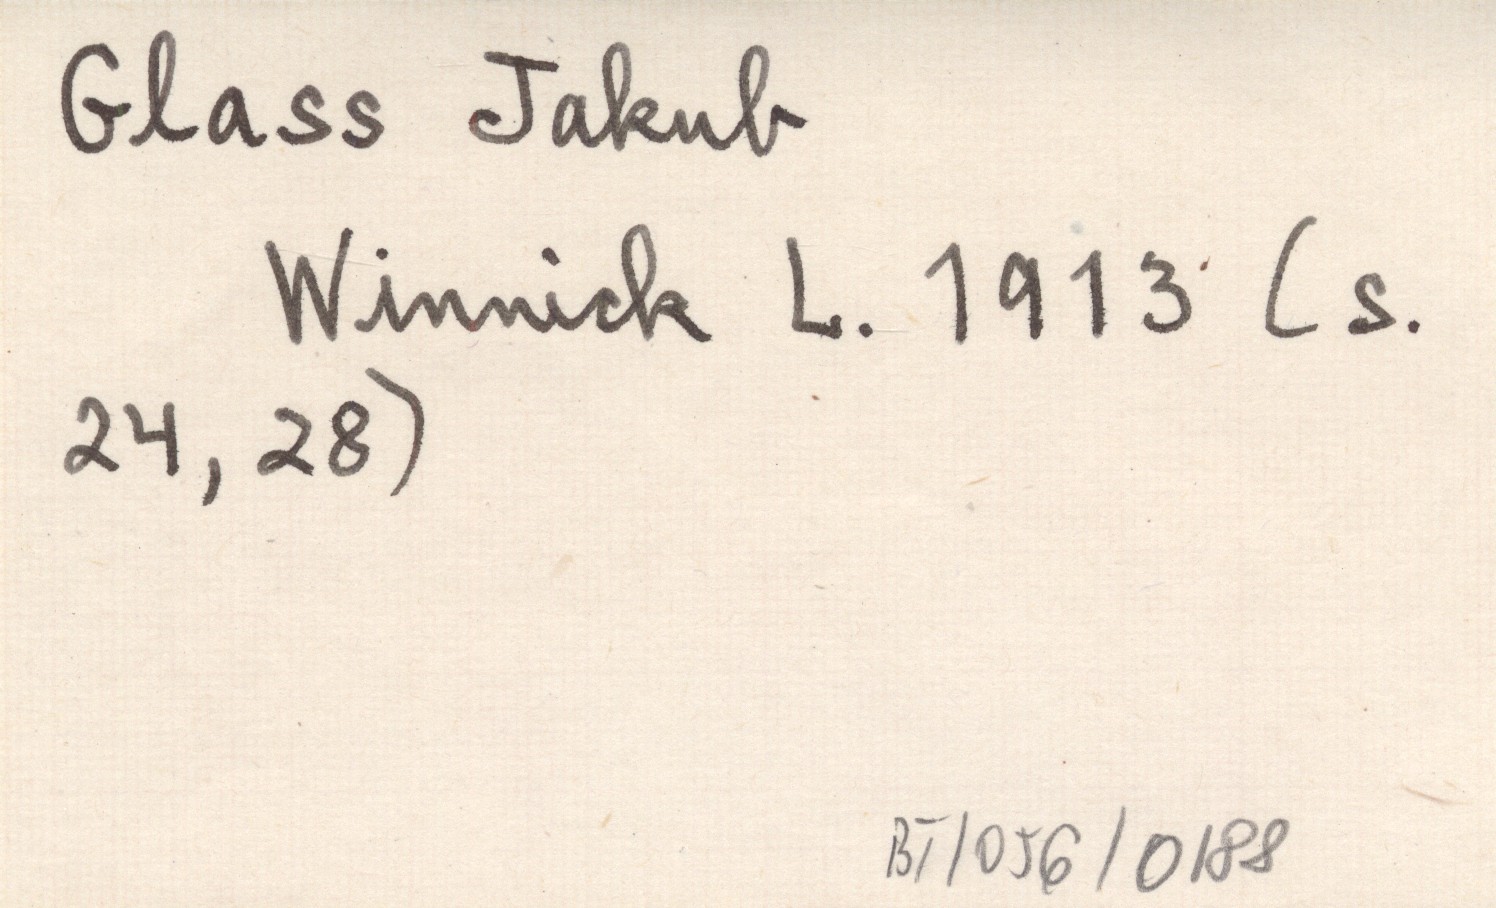 Glass Jakub
Winnick L. 1913 (s.
24, 28)
BT/056/0188